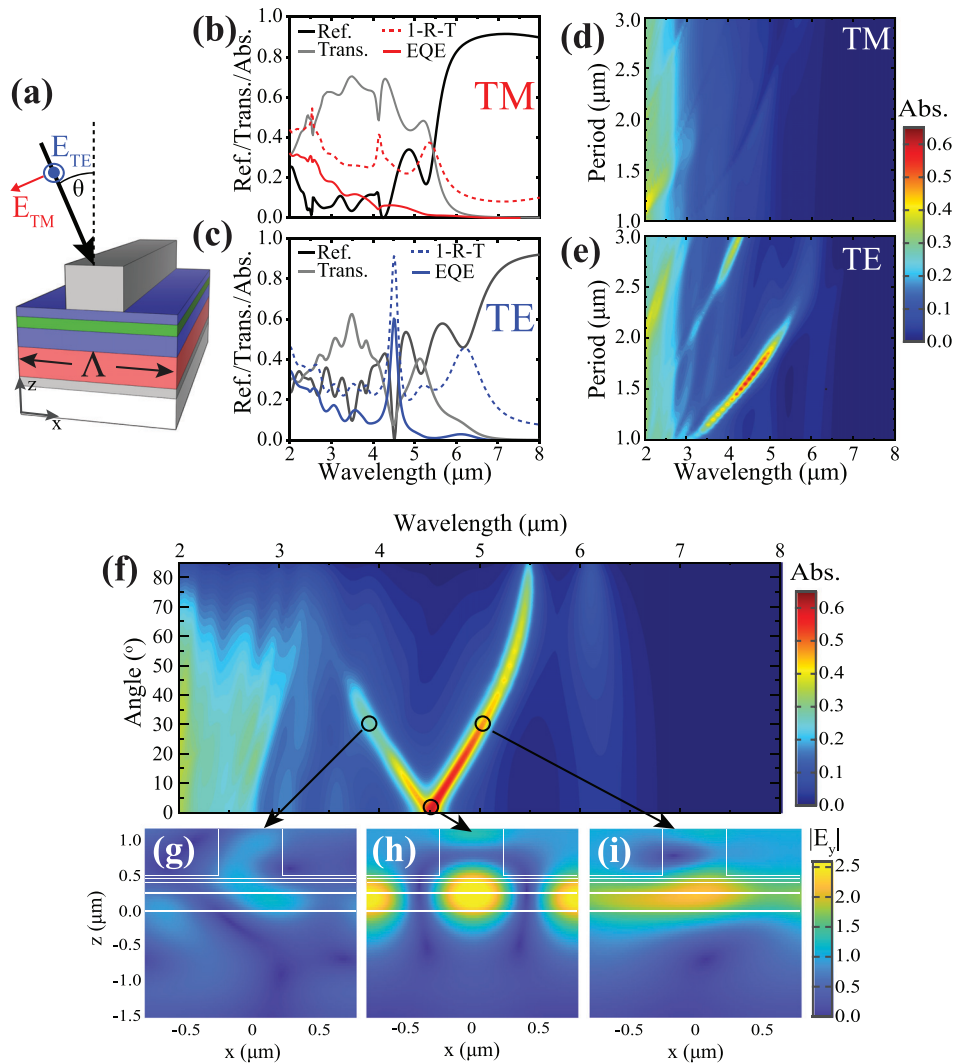 (a)
E_TE
θ
E_TM
Λ
z
x
(b)
Ref.
Trans.
1-R-T
EQE
TM
Ref./Trans./Abs.
1.0
0.8
0.6
0.4
0.2
0.0
(c)
Ref.
Trans.
1-R-T
EQE
TE
Ref./Trans./Abs.
1.0
0.8
0.6
0.4
0.2
0.0
2 3 4 5 6 7 8
Wavelength (μm)
(d)
TM
Period (μm)
3.0
2.5
2.0
1.5
1.0
(e)
TE
Period (μm)
3.0
2.5
2.0
1.5
1.0
2 3 4 5 6 7 8
Wavelength (μm)
Abs.
0.6
0.5
0.4
0.3
0.2
0.1
0.0
Wavelength (μm)
2 3 4 5 6 7 8
(f)
Angle (º)
80
70
60
50
40
30
20
10
0
Abs.
0.6
0.5
0.4
0.3
0.2
0.1
0.0
(g)
(h)
(i)
z (μm)
1.0
0.5
0.0
-0.5
-1.0
-1.5
-0.5 0 0.5
x (μm)
-0.5 0 0.5
x (μm)
-0.5 0 0.5
x (μm)
|E_y|
2.5
2.0
1.5
1.0
0.5
0.0